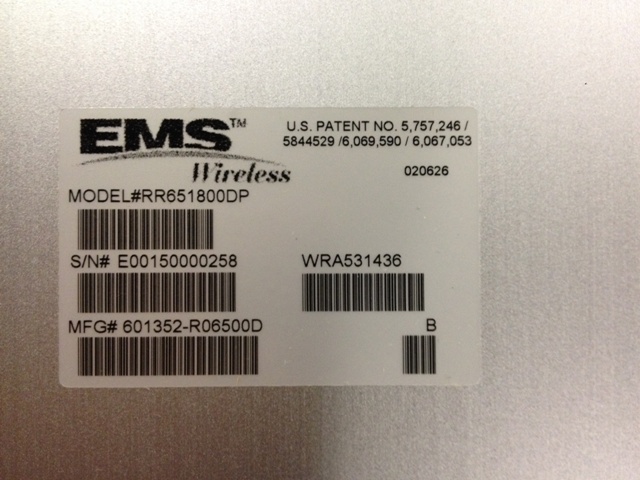 EMS™
Wireless
U.S. PATENT NO. 5,757,246 /
5844529 /6,069,590 / 6,067,053
020626
MODEL#RR651800DP
S/N# E00150000258
WRA531436
MFG# 601352-R06500D
B